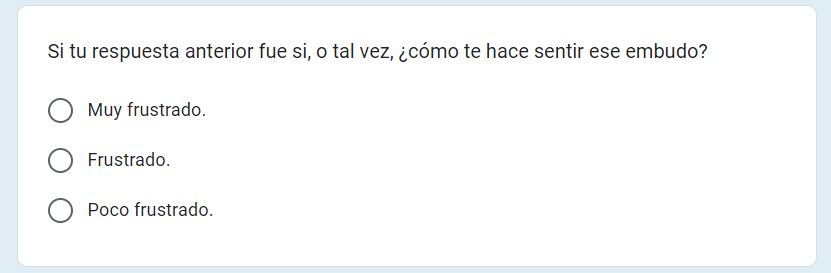 Si tu respuesta anterior fue si, o tal vez, ¿cómo te hace sentir ese embudo?
Muy frustrado.
Frustrado.
Poco frustrado.